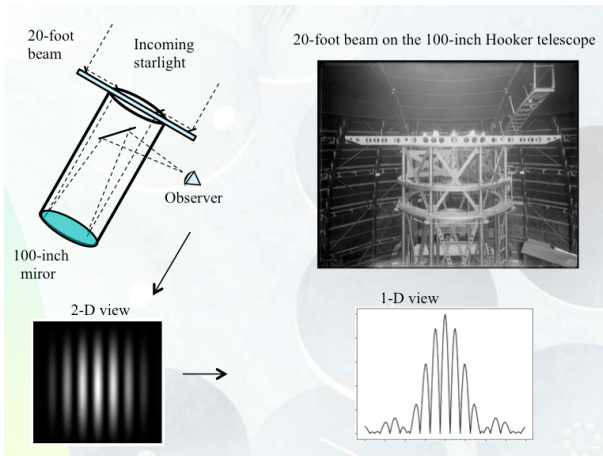 20-foot
beam
Incoming
starlight
20-foot beam on the 100-inch Hooker telescope
Observer
100-inch
miror
2-D view
1-D view